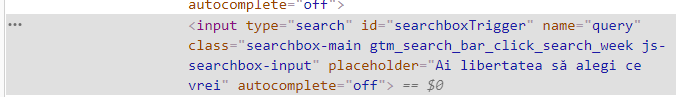 autocomplete="off">
<input type="search" id="searchboxTrigger" name="query"
class="searchbox-main gtm_search_bar_click_search_week js-
searchbox-input" placeholder="Ai libertatea să alegi ce
vrei" autocomplete="off"> == $0